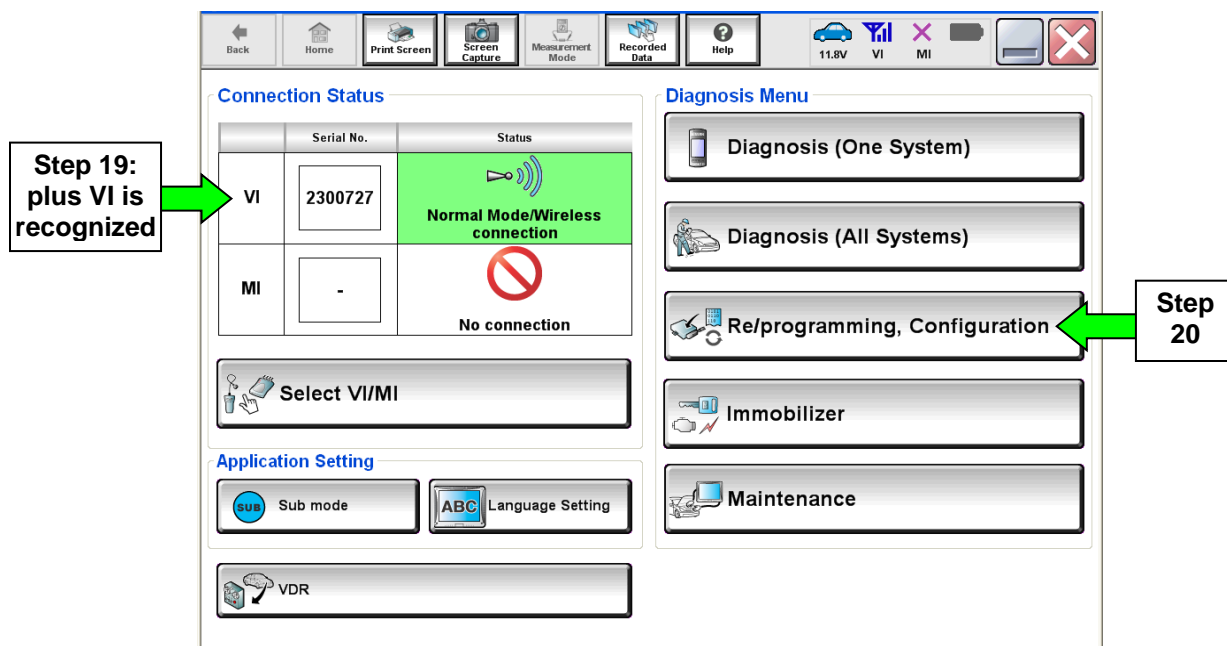 Back
Home
Print Screen
Screen
Capture
Measurement
Mode
Recorded
Data
Help
11.8V
VI
MI
Connection Status
Serial No.
Status
VI
2300727
Normal Mode/Wireless
connection
MI
-
No connection
Select VI/MI
Application Setting
SUB
Sub mode
ABC
Language Setting
VDR
Diagnosis Menu
Diagnosis (One System)
Diagnosis (All Systems)
Re/programming, Configuration
Immobilizer
Maintenance
Step 19:
plus VI is
recognized
Step
20